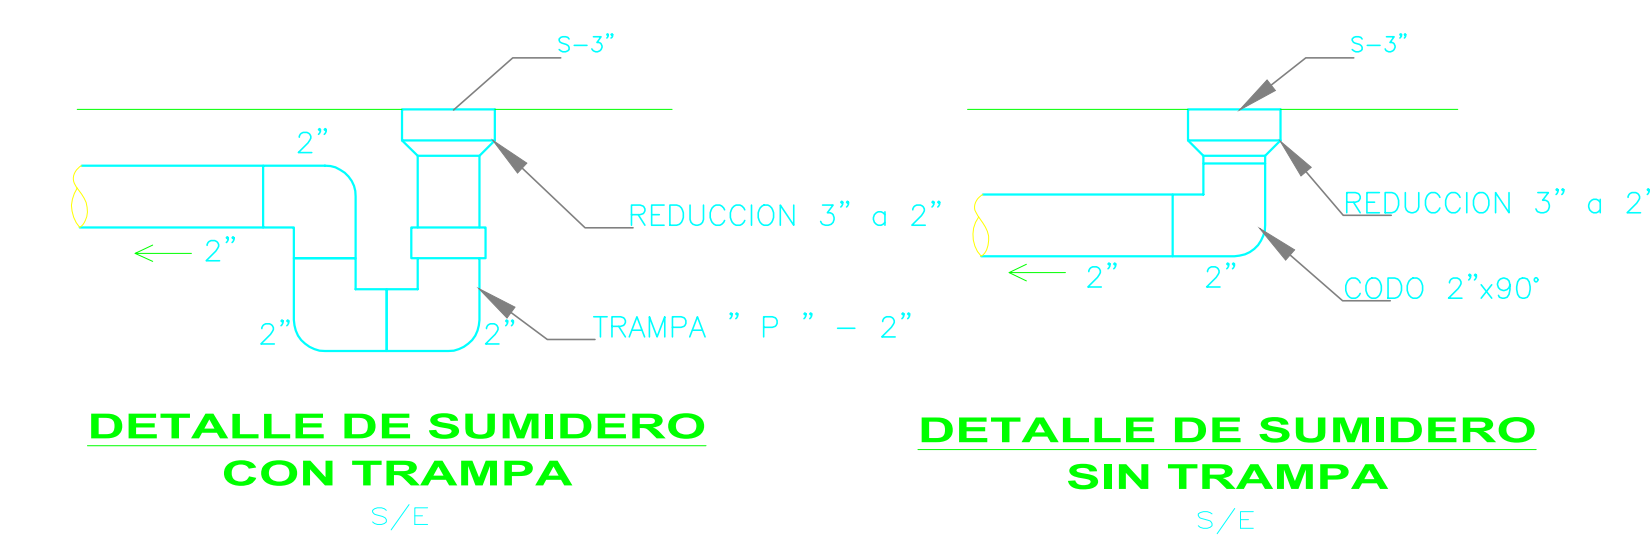 S-3"
2"
REDUCCION 3" a 2"
2"
2"
2"
TRAMPA " P " - 2"
DETALLE DE SUMIDERO
CON TRAMPA
S/E
S-3"
REDUCCION 3" a 2"
2"
2"
CODO 2"x90°
DETALLE DE SUMIDERO
SIN TRAMPA
S/E